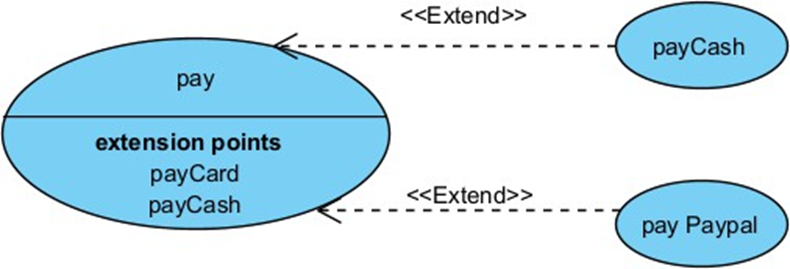 <<Extend>>
payCash
pay
extension points
payCard
payCash
<<Extend>>
pay Paypal